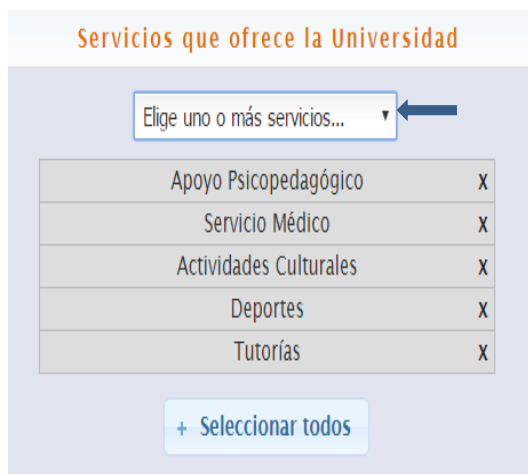 Servicios que ofrece la Universidad
Elige uno o más servicios...
Apoyo Psicopedagógico X
Servicio Médico X
Actividades Culturales X
Deportes X
Tutorías X
+ Seleccionar todos